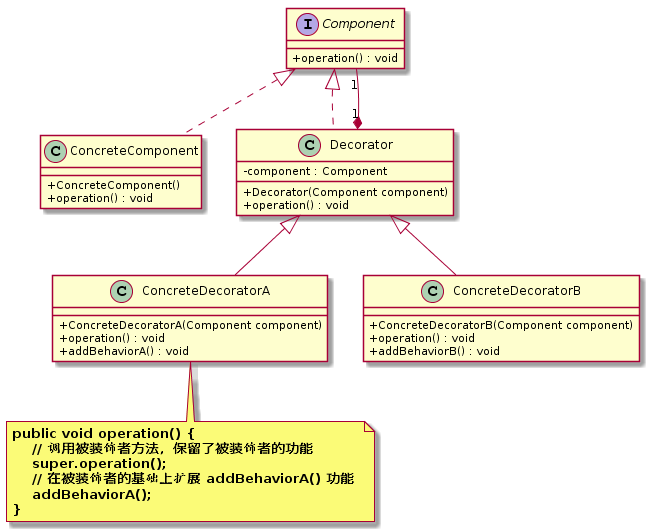 I Component
+operation() : void
1
1
C ConcreteComponent
+ConcreteComponent()
+operation() : void
C Decorator
-component : Component
+Decorator(Component component)
+operation() : void
C ConcreteDecoratorA
+ConcreteDecoratorA(Component component)
+operation() : void
+addBehaviorA() : void
C ConcreteDecoratorB
+ConcreteDecoratorB(Component component)
+operation() : void
+addBehaviorB() : void
public void operation() {
// 调用被装饰者方法，保留了被装饰者的功能
super.operation();
// 在被装饰者的基础上扩展 addBehaviorA() 功能
addBehaviorA();
}